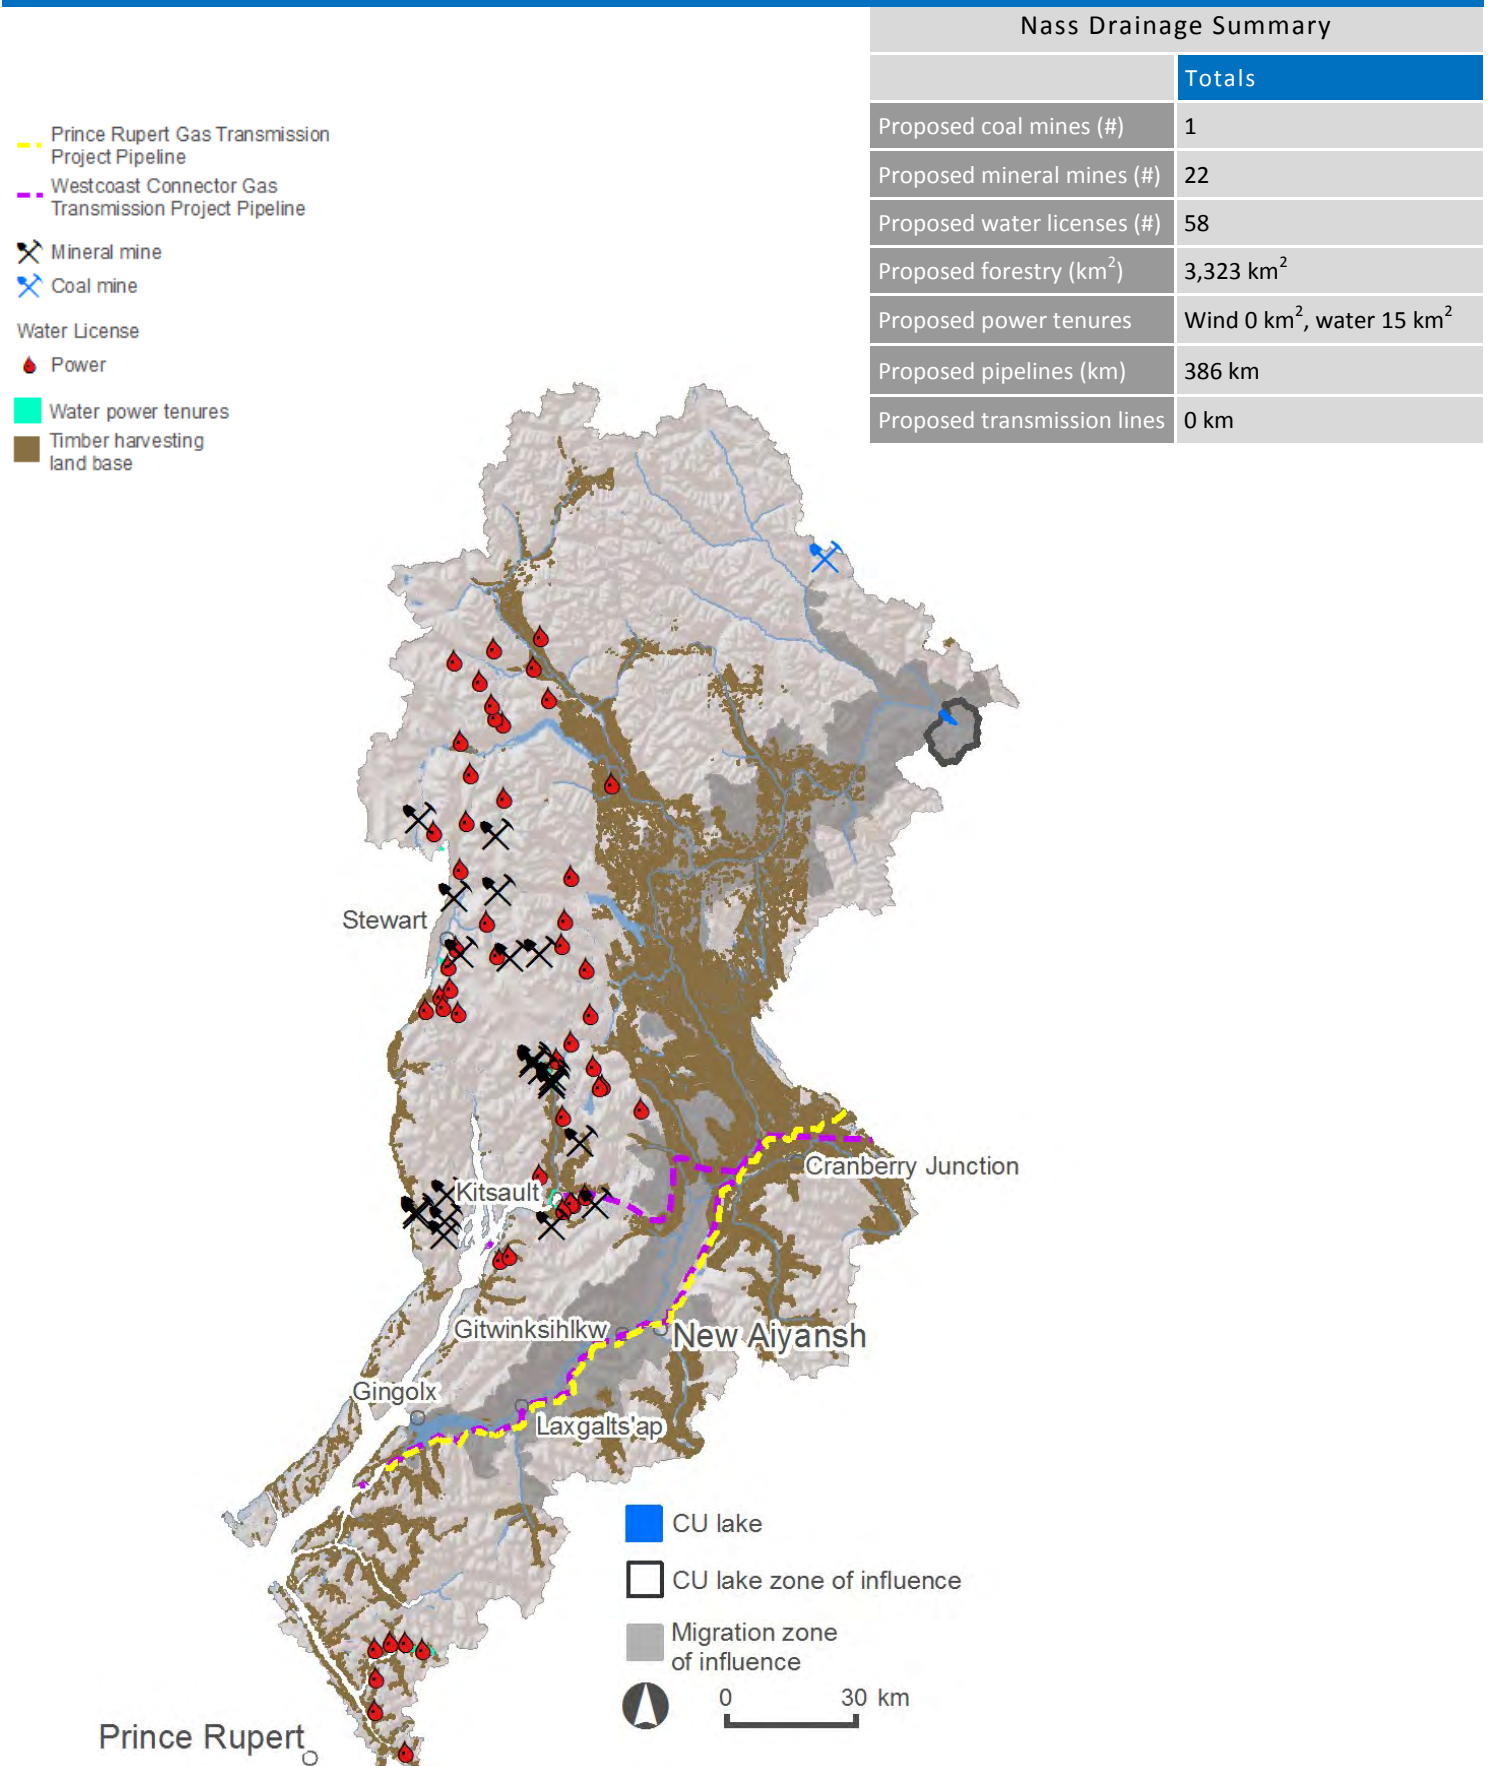 Nass Drainage Summary
Totals
Proposed coal mines (#) 1
Proposed mineral mines (#) 22
Proposed water licenses (#) 58
Proposed forestry (km²) 3,323 km²
Proposed power tenures Wind 0 km², water 15 km²
Proposed pipelines (km) 386 km
Proposed transmission lines 0 km
Prince Rupert Gas Transmission
Project Pipeline
Westcoast Connector Gas
Transmission Project Pipeline
Mineral mine
Coal mine
Water License
Power
Water power tenures
Timber harvesting
land base
Stewart
Cranberry Junction
Kitsault
Gitwinksihlkw
New Aiyansh
Gingolx
Laxgalts'ap
CU lake
CU lake zone of influence
Migration zone
of influence
0 30 km
Prince Rupert